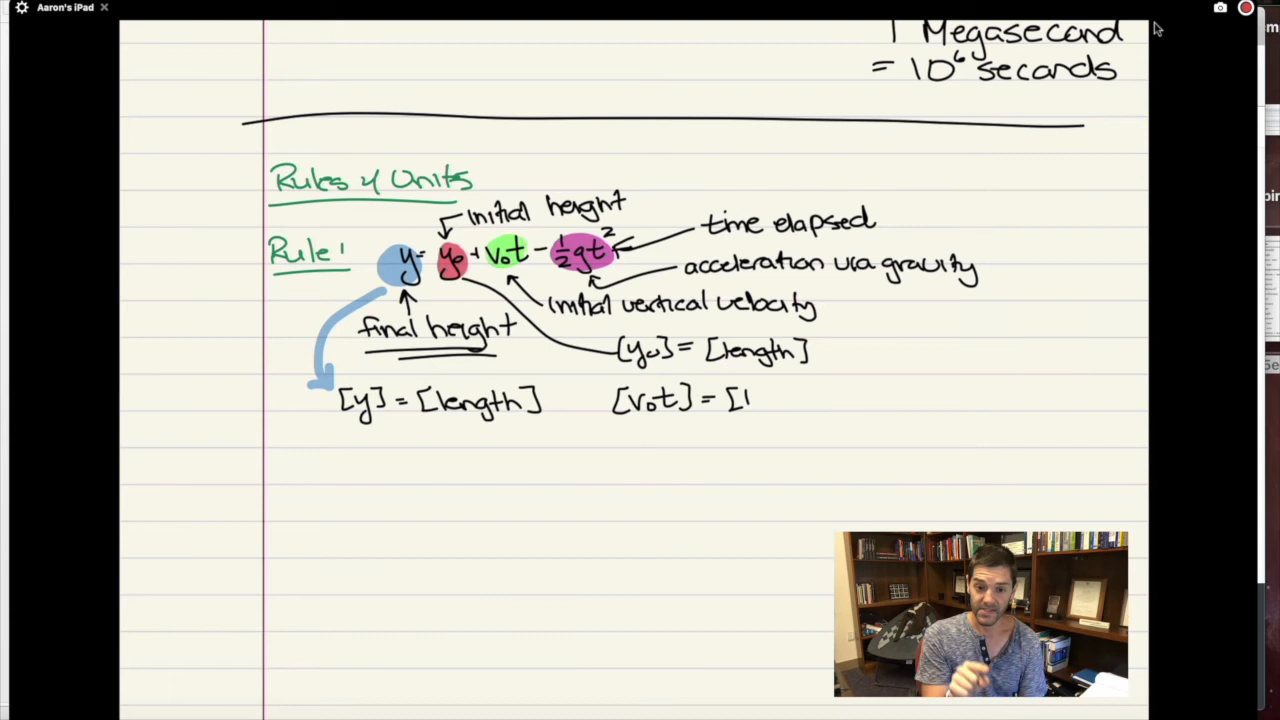 Aaron's iPad
1 Megasecond
= 10⁶ seconds
Rules of Units
initial height
time elapsed
Rule 1 y = y₀ + v₀t − ½gt²
acceleration via gravity
initial vertical velocity
final height
[y₀] = [length]
[y] = [length] [v₀t] = [l